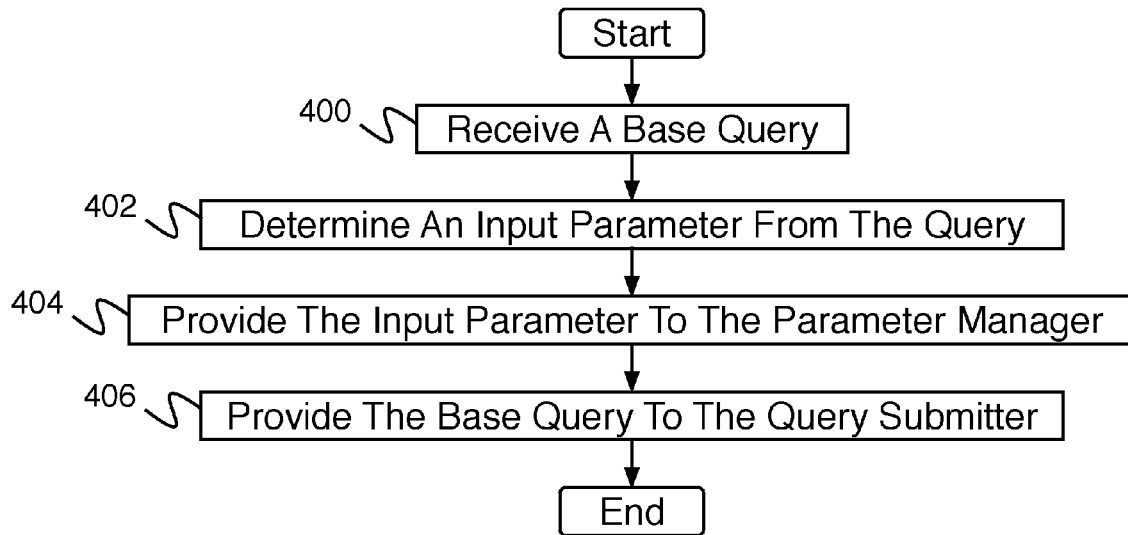 Start
400
Receive A Base Query
402
Determine An Input Parameter From The Query
404
Provide The Input Parameter To The Parameter Manager
406
Provide The Base Query To The Query Submitter
End